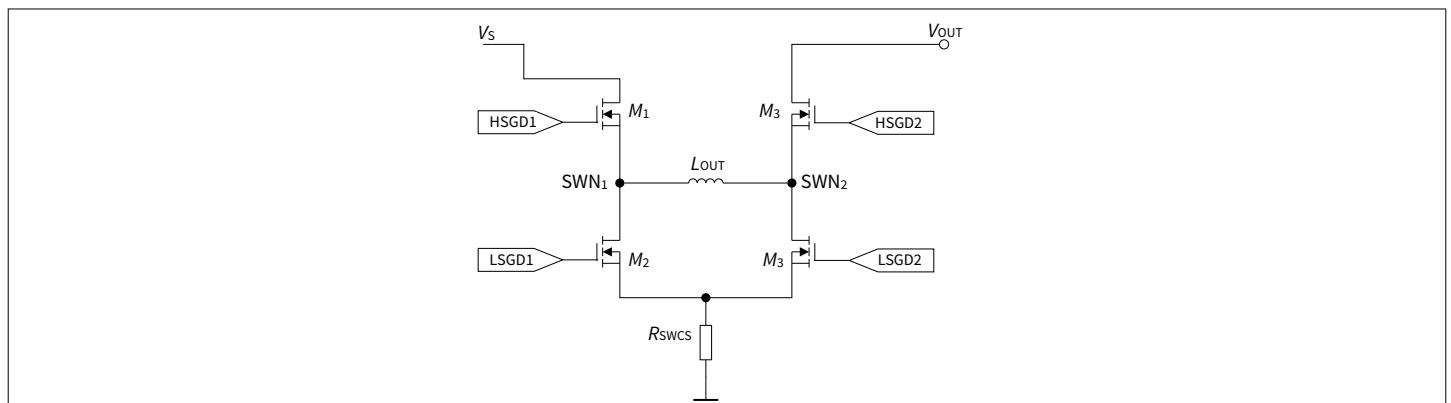 VS
VOUT
HSGD1
M1
M3
HSGD2
LOUT
SWN1
SWN2
LSGD1
M2
M3
LSGD2
RSWCS